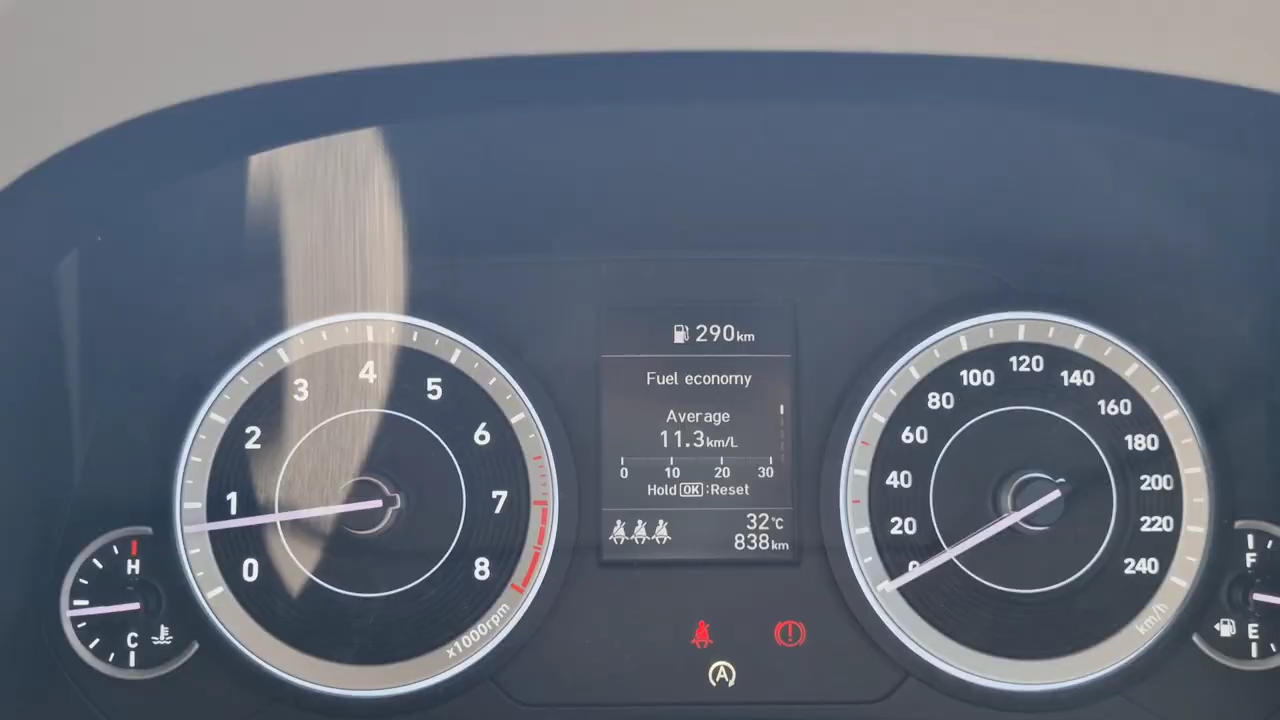 290km
Fuel economy
Average
11.3km/L
0 10 20 30
Hold OK :Reset
32°C
838km
0
1
2
3
4
5
6
7
8
x1000rpm
H
C
0
20
40
60
80
100
120
140
160
180
200
220
240
km/h
F
E
A